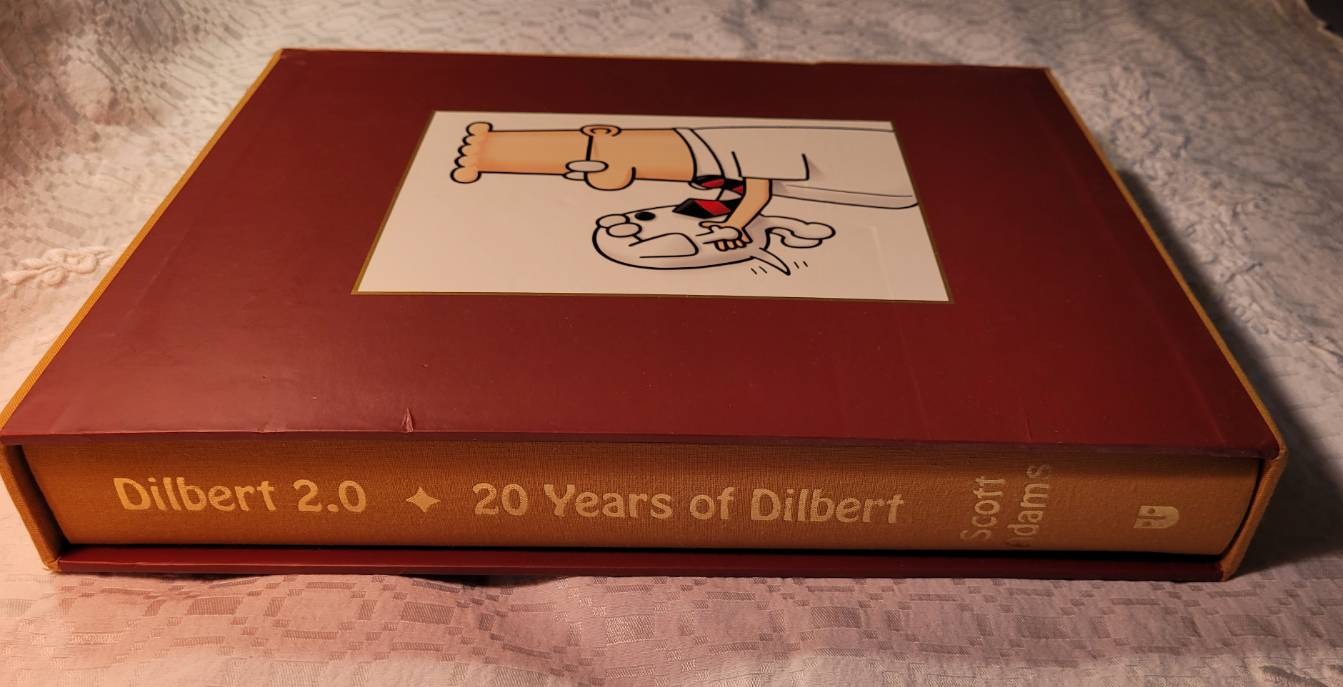 Dilbert 2.0 ✦ 20 Years of Dilbert
Scott
Adams